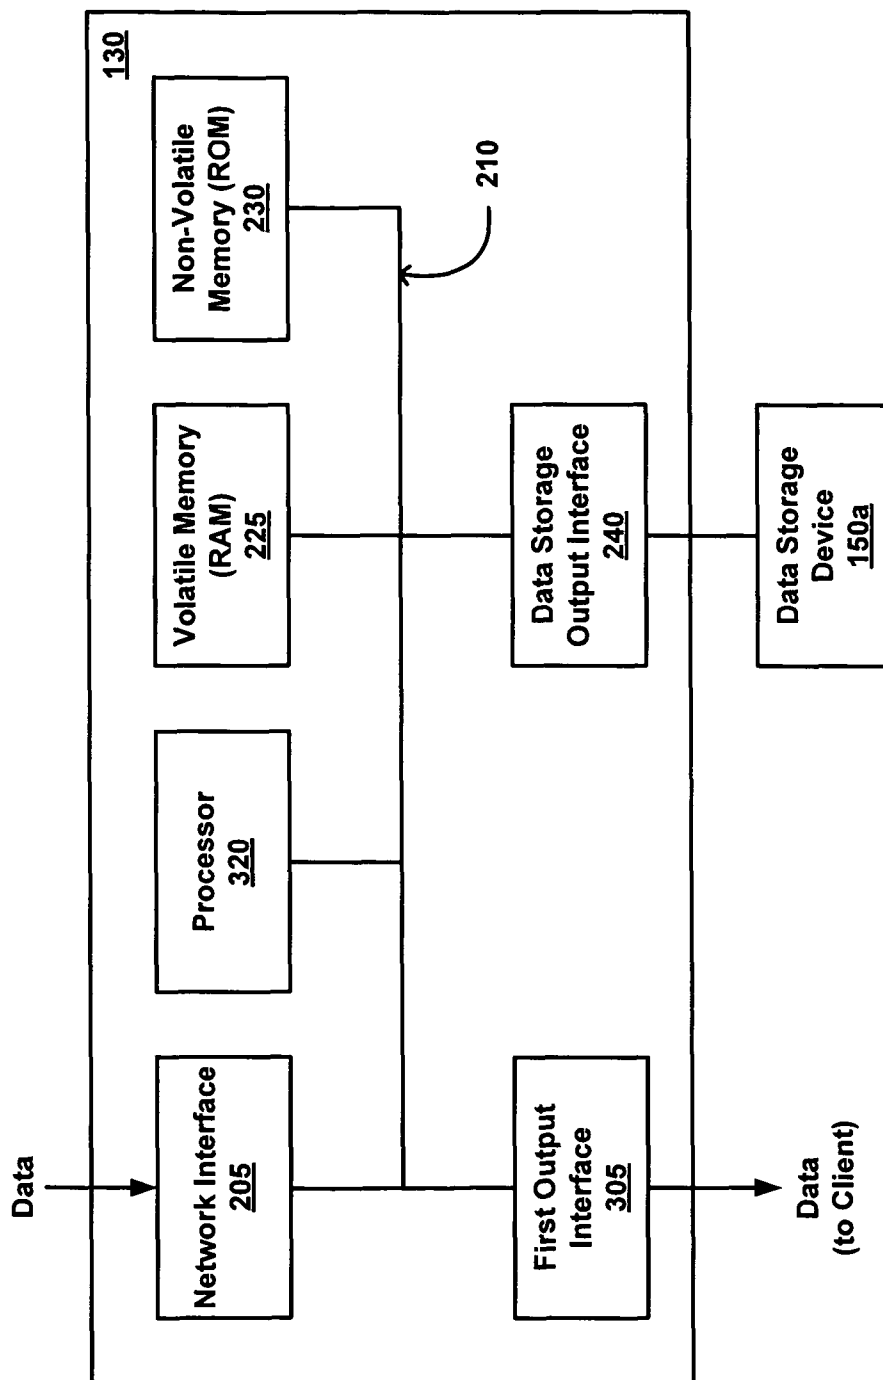 130
Data
Network Interface
205
Processor
320
Volatile Memory
(RAM)
225
Non-Volatile
Memory (ROM)
230
210
First Output
Interface
305
Data Storage
Output Interface
240
Data
(to Client)
Data Storage
Device
150a